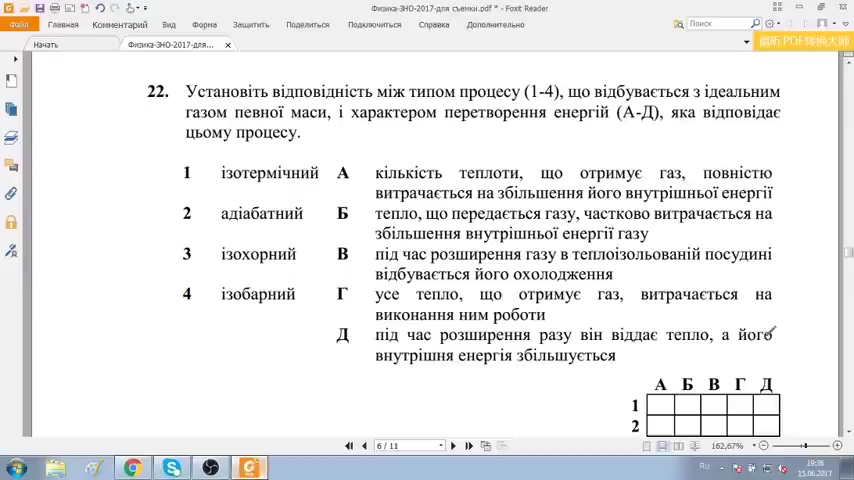 Физика-ЗНО-2017-для съемки.pdf * - Foxit Reader
Файл Главная Комментарий Вид Форма Защитить Поделиться Подключиться Справка Дополнительно Поиск
Начать Физика-ЗНО-2017-для...
22. Установіть відповідність між типом процесу (1-4), що відбувається з ідеальним
газом певної маси, і характером перетворення енергій (А-Д), яка відповідає
цьому процесу.
1 ізотермічний А кількість теплоти, що отримує газ, повністю
витрачається на збільшення його внутрішньої енергії
2 адіабатний Б тепло, що передається газу, частково витрачається на
збільшення внутрішньої енергії газу
3 ізохорний В під час розширення газу в теплоізольованій посудині
відбувається його охолодження
4 ізобарний Г усе тепло, що отримує газ, витрачається на
виконання ним роботи
Д під час розширення разу він віддає тепло, а його
внутрішня енергія збільшується
А Б В Г Д
1
2
6 / 11 162,67%
RU 19:36
15.06.2017